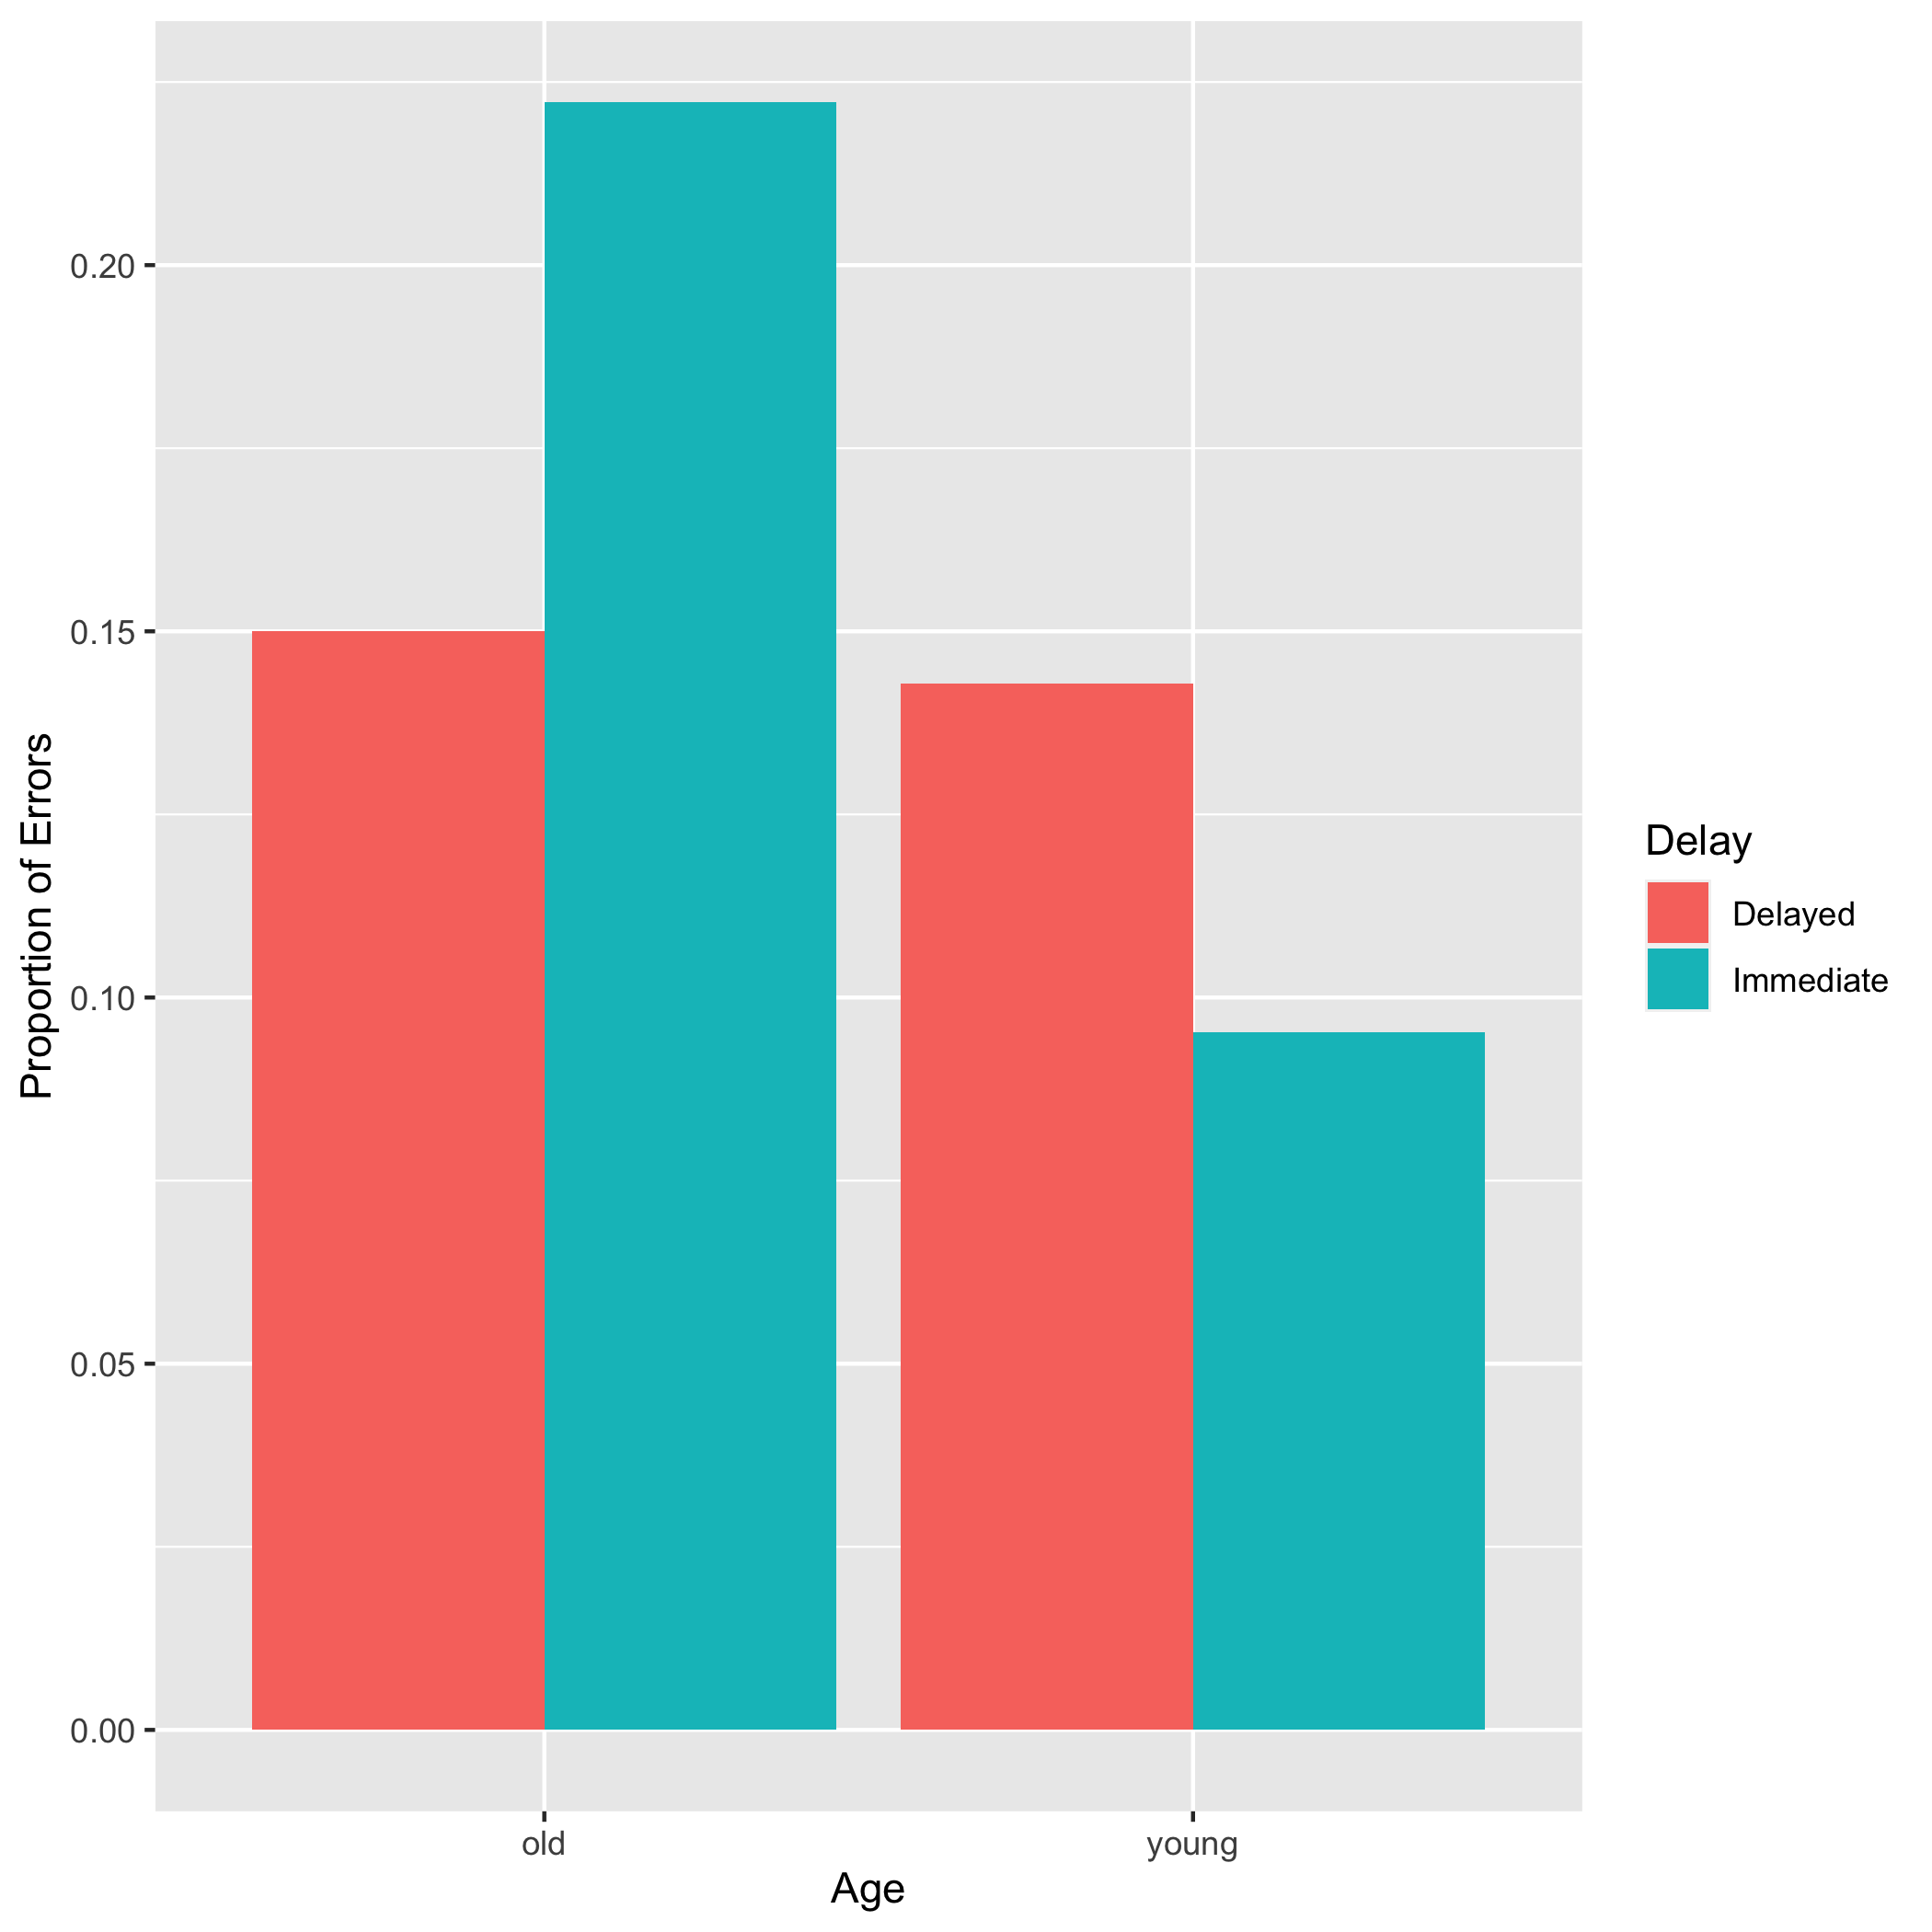 0.20
0.15
0.10
0.05
0.00
Proportion of Errors
old
young
Age
Delay
Delayed
Immediate